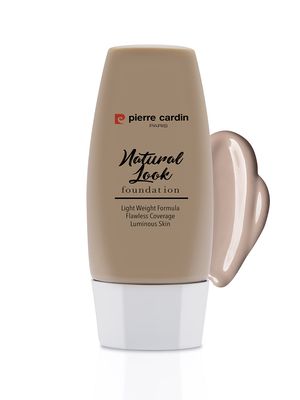 pierre cardin
PARIS
Natural
Look
foundation
Light Weight Formula
Flawless Coverage
Luminous Skin